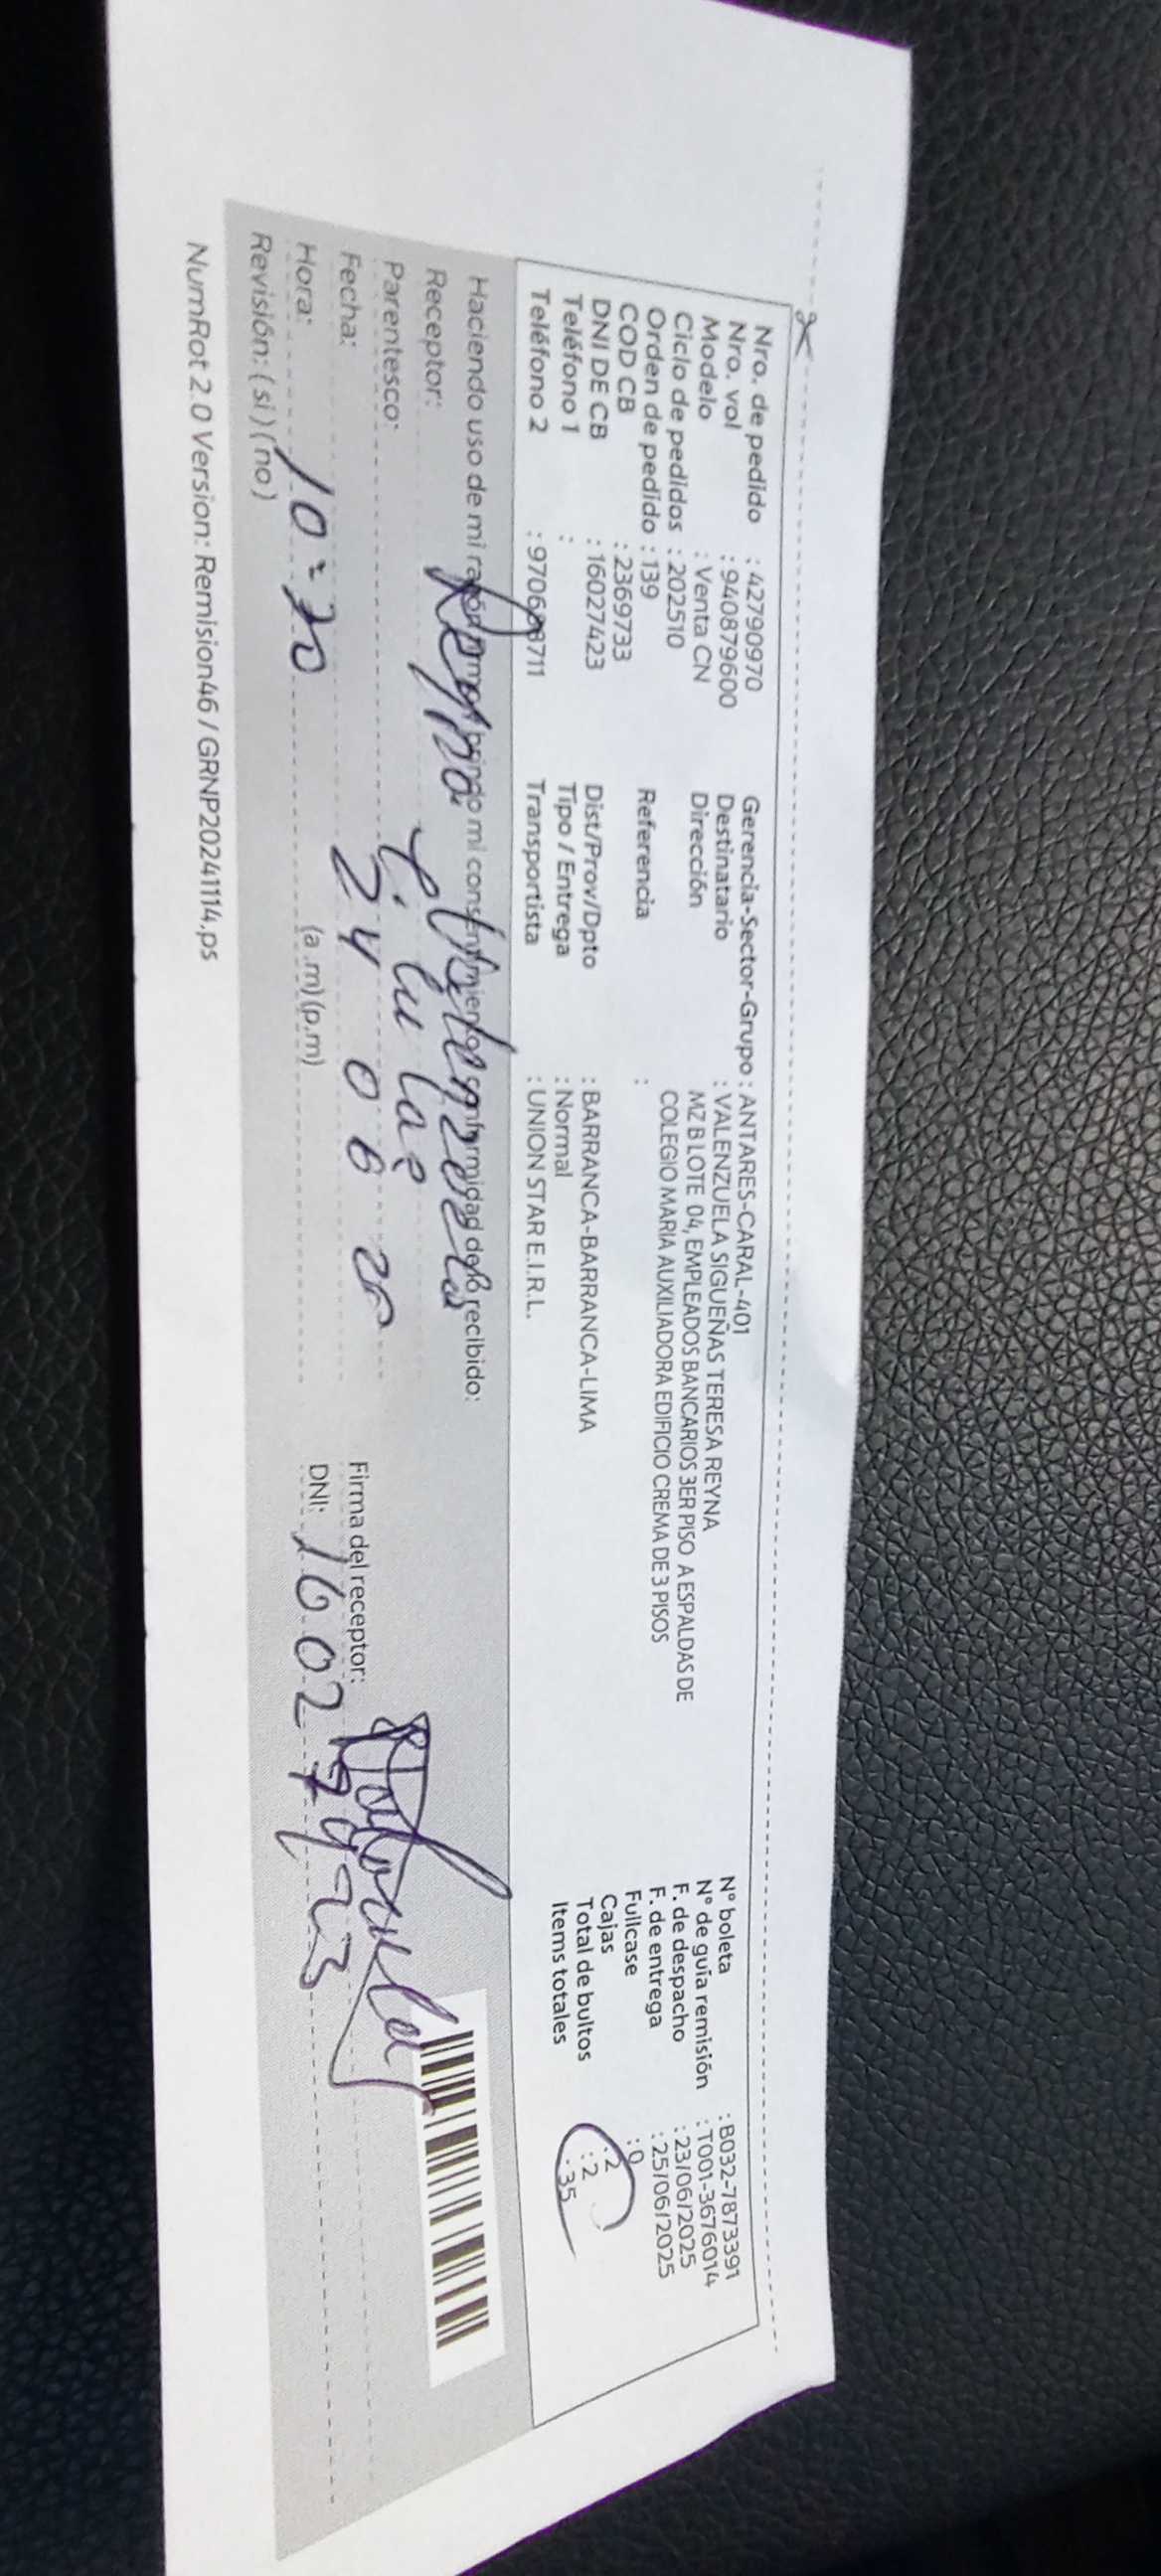 Nro. de pedido : 42790970
Nro. vol : 940879600
Modelo : Venta CN
Ciclo de pedidos : 202510
Orden de pedido : 139
COD CB : 2369733
DNI DE CB : 16027423
Teléfono 1 :
Teléfono 2 : 970688711
Gerencia-Sector-Grupo : ANTARES-CARAL-401
Destinatario : VALENZUELA SIGUEÑAS TERESA REYNA
Dirección MZ B LOTE 04, EMPLEADOS BANCARIOS 3ER PISO A ESPALDAS DE
COLEGIO MARIA AUXILIADORA EDIFICIO CREMA DE 3 PISOS
Referencia :
Dist/Prov/Dpto : BARRANCA-BARRANCA-LIMA
Tipo / Entrega : Normal
Transportista : UNION STAR E.I.R.L.
N° boleta : B032-7873391
N° de guía remisión : T001-3676014
F. de despacho : 23/06/2025
F. de entrega : 25/06/2025
Fullcase : 0
Cajas : 2
Total de bultos : 2
Items totales : 35
Haciendo uso de mi razón propia, brindo mi consentimiento y conformidad de lo recibido:
Receptor: Reyna Valenzuela
Parentesco: Titular
Fecha: 24 06 25
Hora: 10:20 (a.m)(p.m)
Revisión: (si) (no)
Firma del receptor:
DNI: 16027423
NumRot 2.0 Version: Remision46 / GRNP20241114.ps